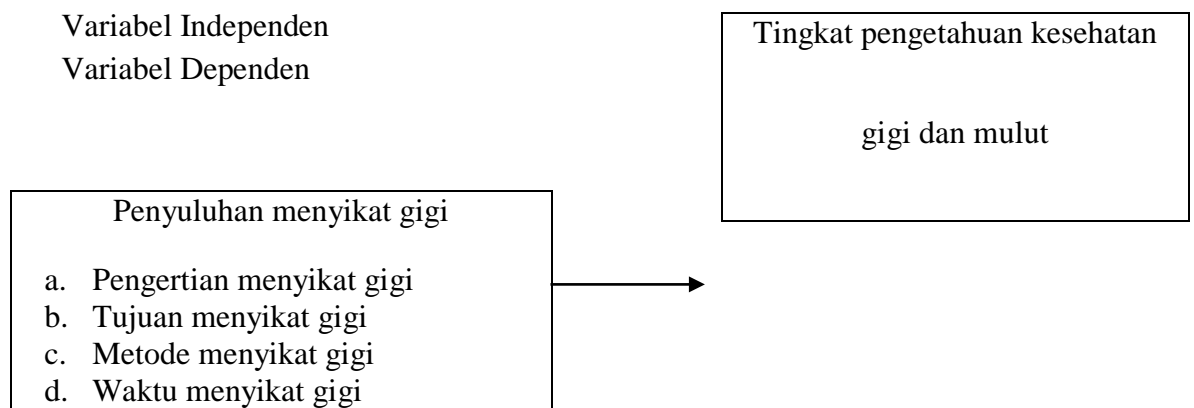 Variabel Independen
Variabel Dependen
Tingkat pengetahuan kesehatan
gigi dan mulut
Penyuluhan menyikat gigi
a. Pengertian menyikat gigi
b. Tujuan menyikat gigi
c. Metode menyikat gigi
d. Waktu menyikat gigi